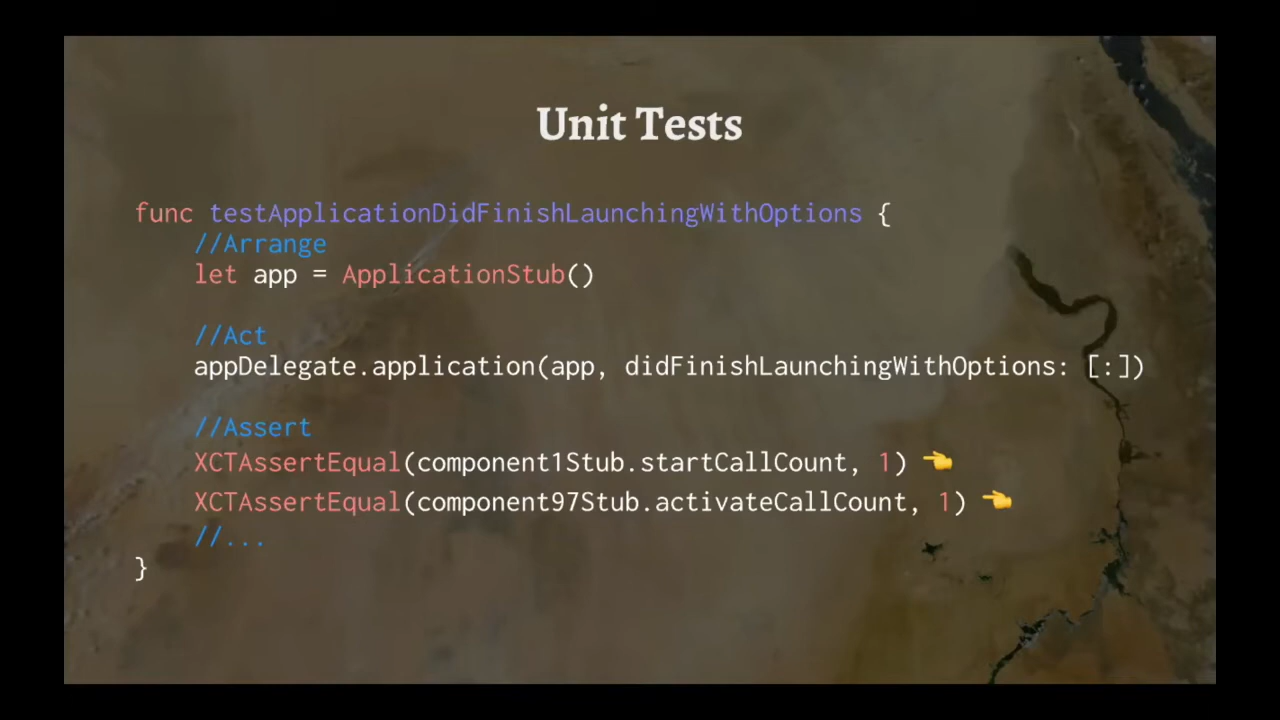 Unit Tests
func testApplicationDidFinishLaunchingWithOptions {
//Arrange
let app = ApplicationStub()
//Act
appDelegate.application(app, didFinishLaunchingWithOptions: [:])
//Assert
XCTAssertEqual(component1Stub.startCallCount, 1) 👈
XCTAssertEqual(component97Stub.activateCallCount, 1) 👈
//...
}